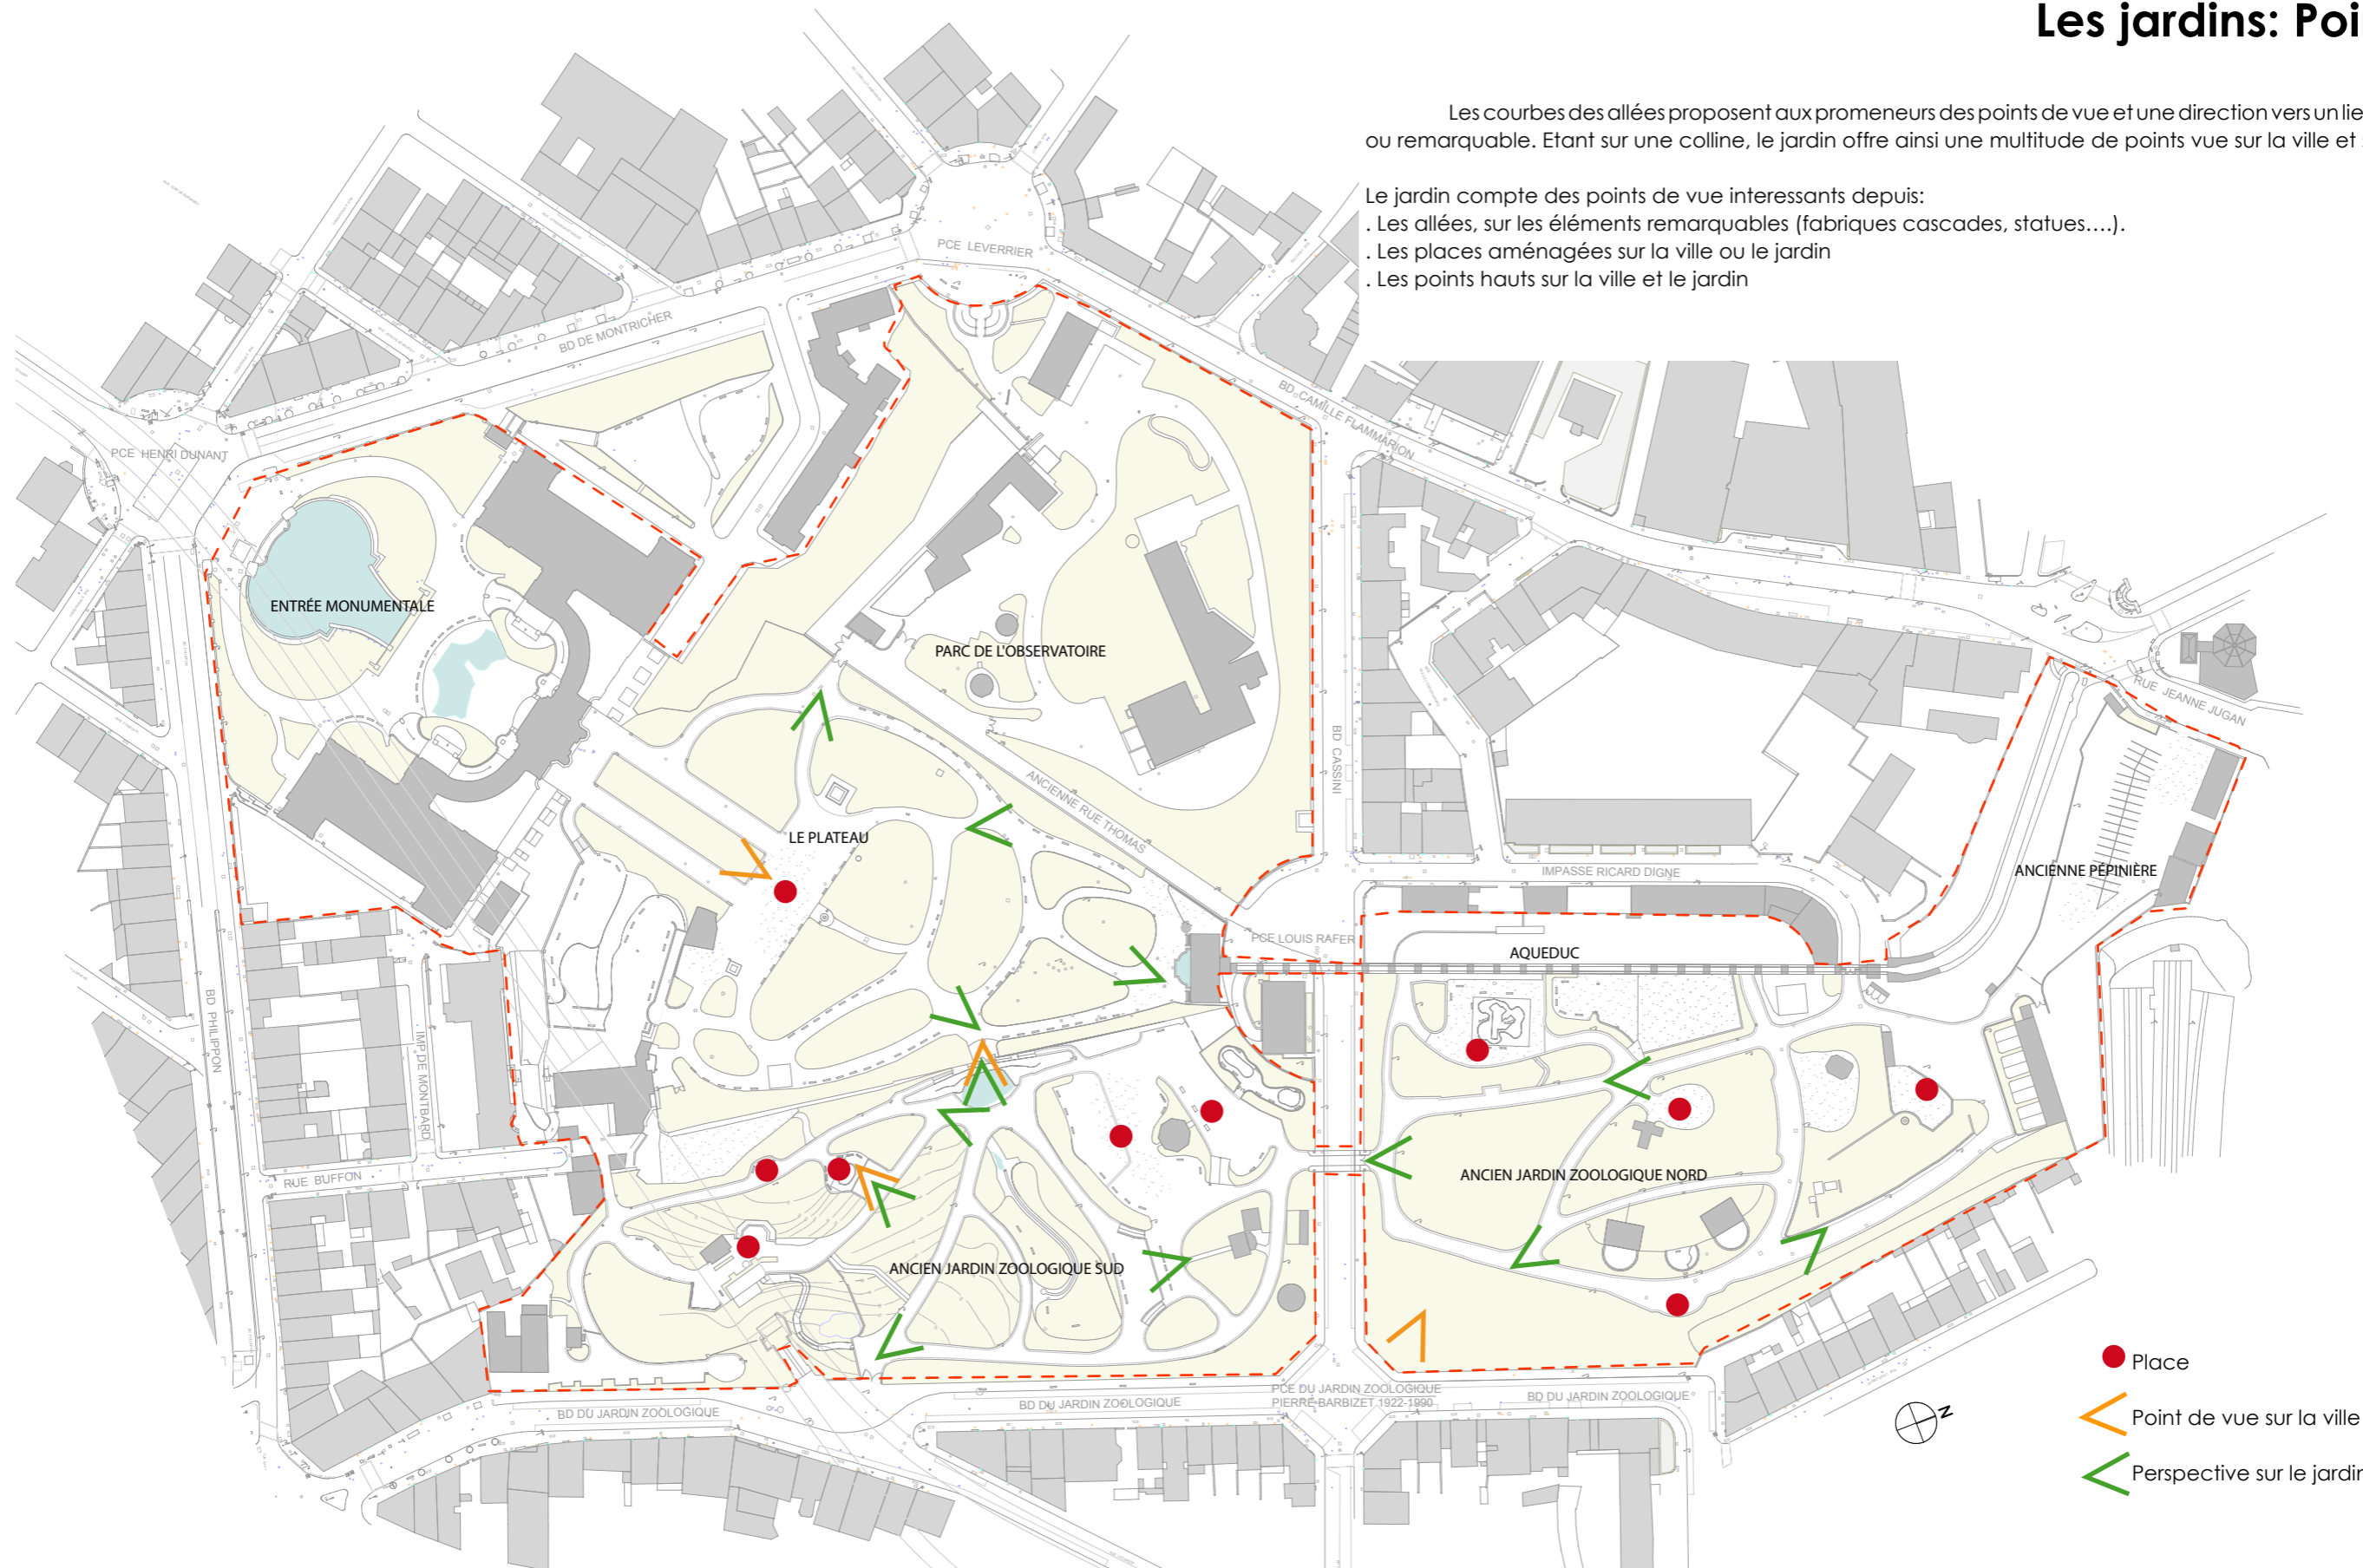 Les jardins: Poi
Les courbes des allées proposent aux promeneurs des points de vue et une direction vers un lie
ou remarquable. Etant sur une colline, le jardin offre ainsi une multitude de points vue sur la ville et
Le jardin compte des points de vue interessants depuis:
. Les allées, sur les éléments remarquables (fabriques cascades, statues....).
. Les places aménagées sur la ville ou le jardin
. Les points hauts sur la ville et le jardin
PCE LEVERRIER
BD DE MONTRICHER
BD CAMILLE FLAMMARION
PCE HENRI DUNANT
ENTRÉE MONUMENTALE
PARC DE L'OBSERVATOIRE
RUE JEANNE JUGAN
BD CASSINI
ANCIENNE RUE THOMAS
LE PLATEAU
IMPASSE RICARD DIGNE
ANCIENNE PÉPINIÈRE
PCE LOUIS RAFER
AQUEDUC
BD PHILIPPON
IMP DE MONTBARD
RUE BUFFON
ANCIEN JARDIN ZOOLOGIQUE NORD
ANCIEN JARDIN ZOOLOGIQUE SUD
BD DU JARDIN ZOOLOGIQUE
BD DU JARDIN ZOOLOGIQUE
PCE DU JARDIN ZOOLOGIQUE
PIERRE BARBIZET 1922-1990
BD DU JARDIN ZOOLOGIQUE
N
Place
Point de vue sur la ville
Perspective sur le jardin